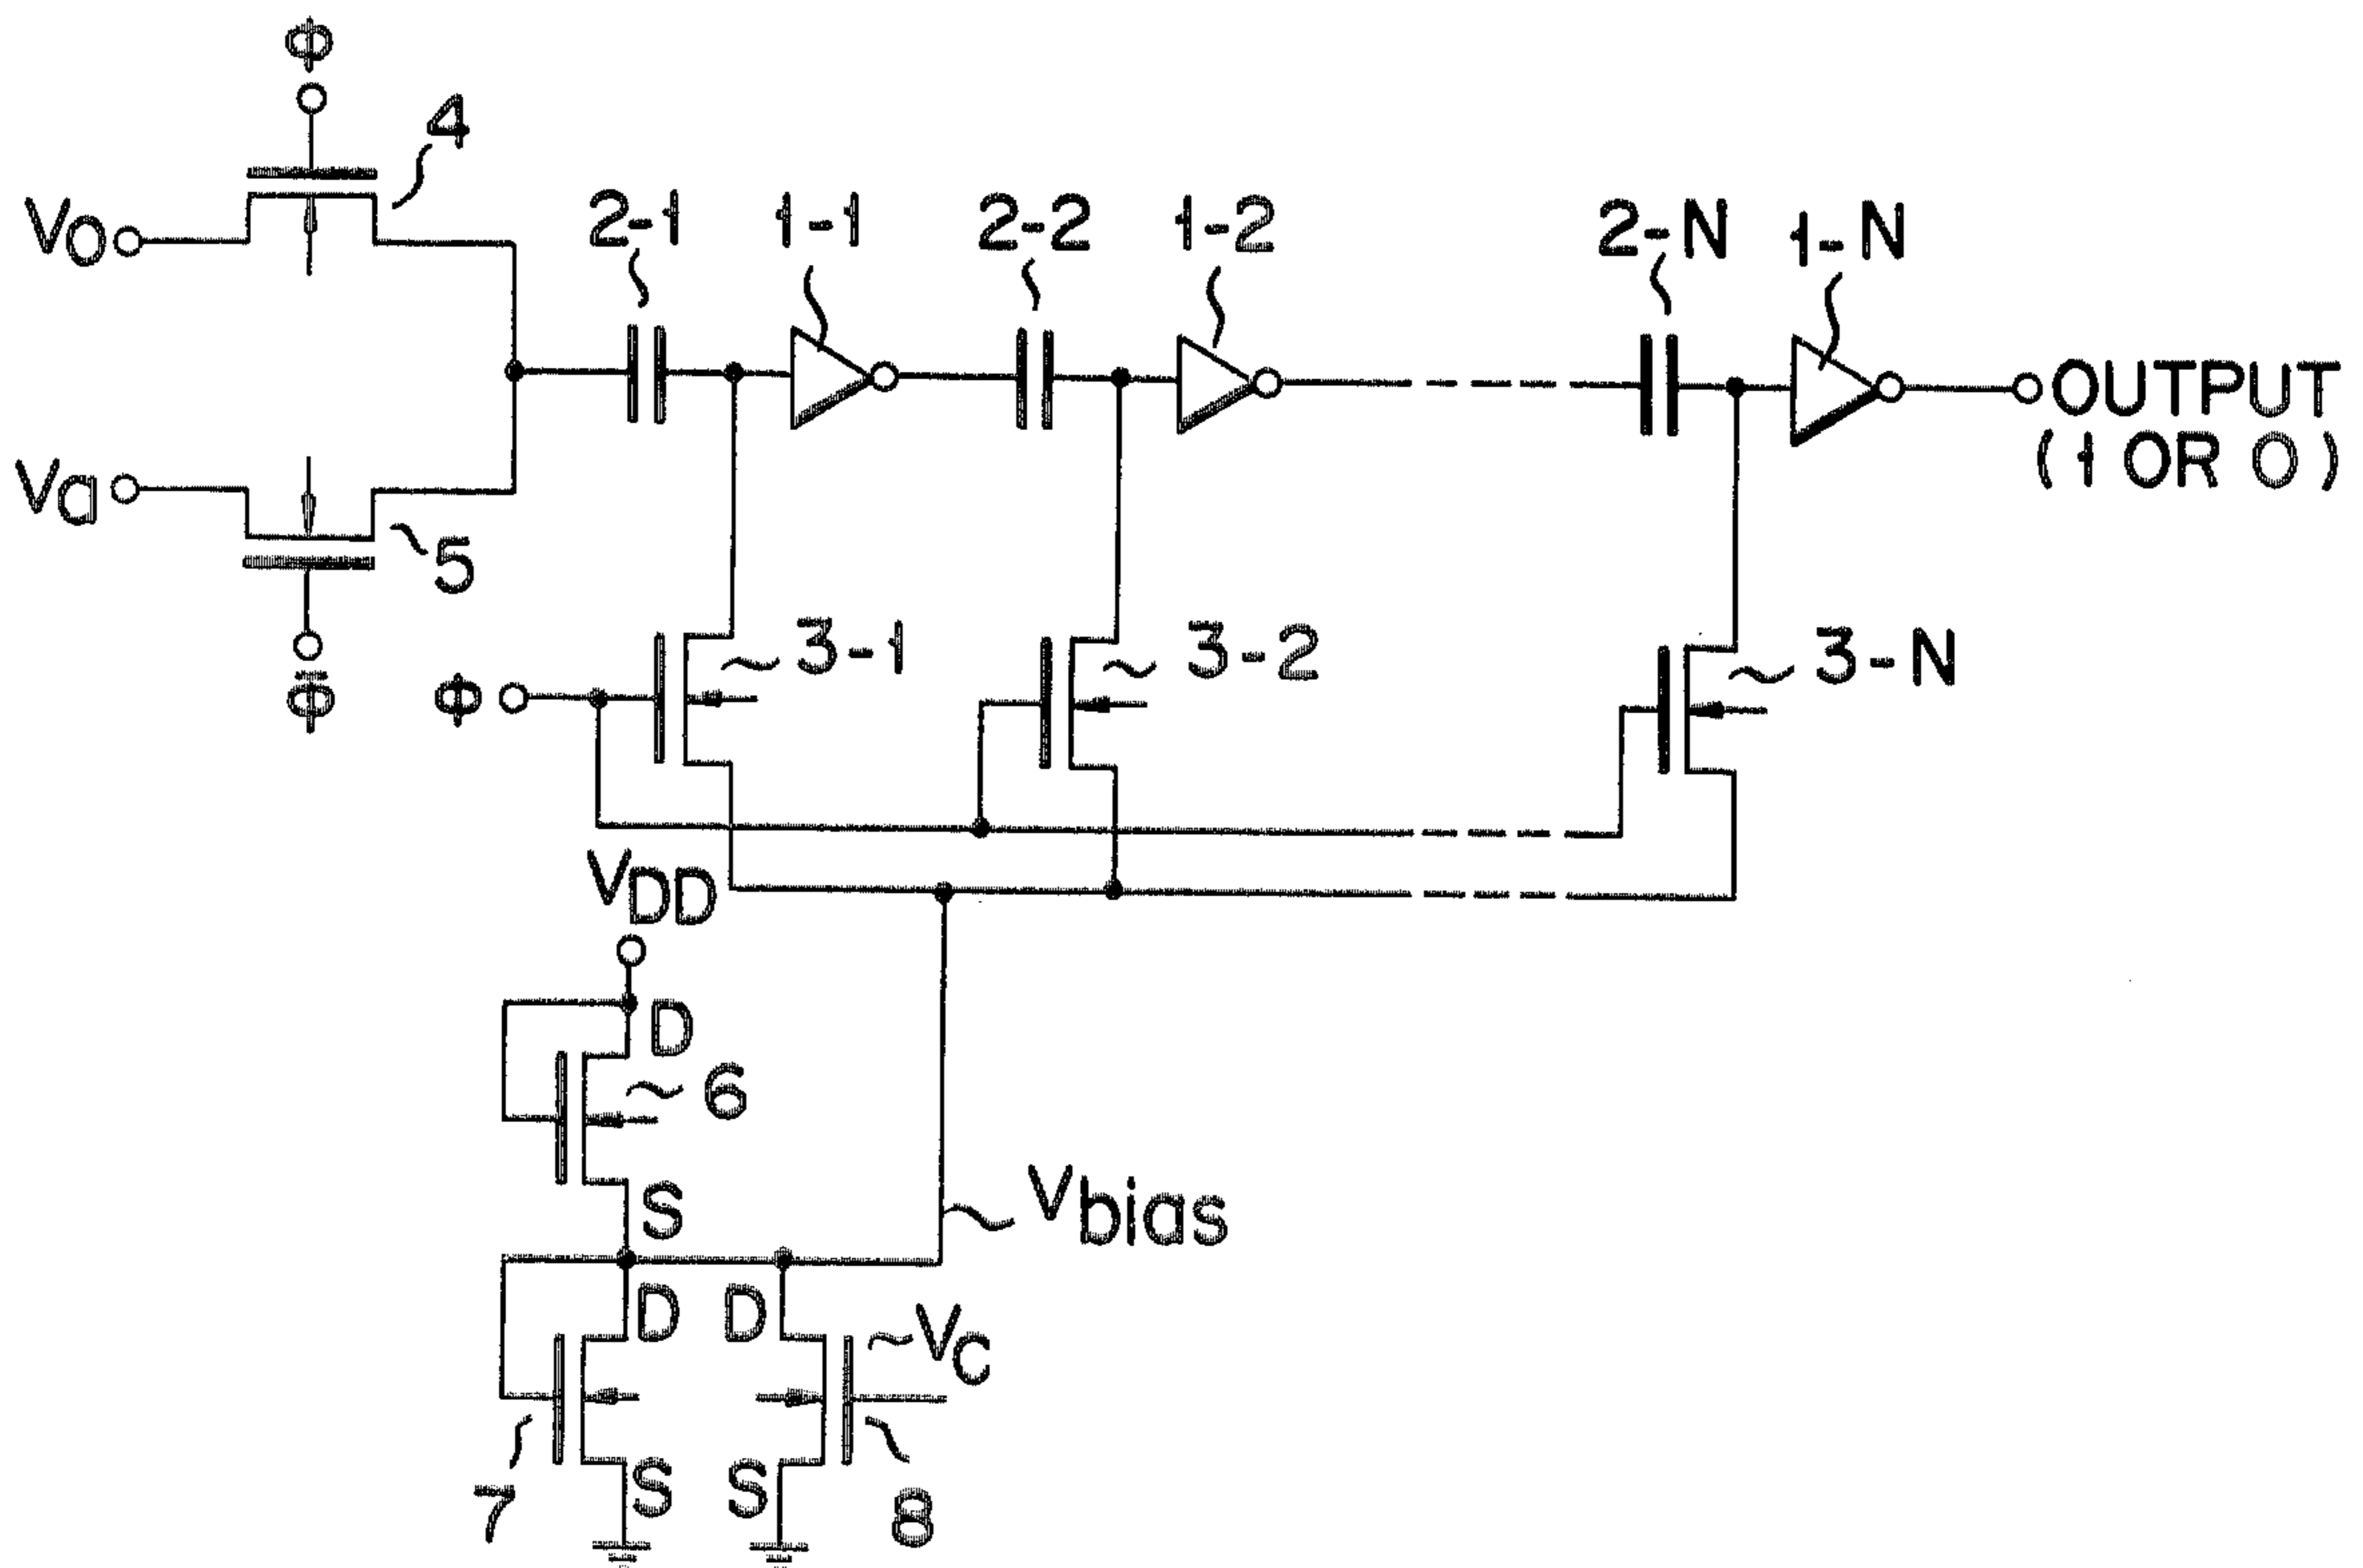 Φ
4
VO
2-1
1-1
2-2
1-2
2-N
1-N
OUTPUT
(1 OR 0)
Va
5
Φ̄
Φ
3-1
3-2
3-N
VDD
D
6
S
Vbias
D
D
VC
7
S
S
8